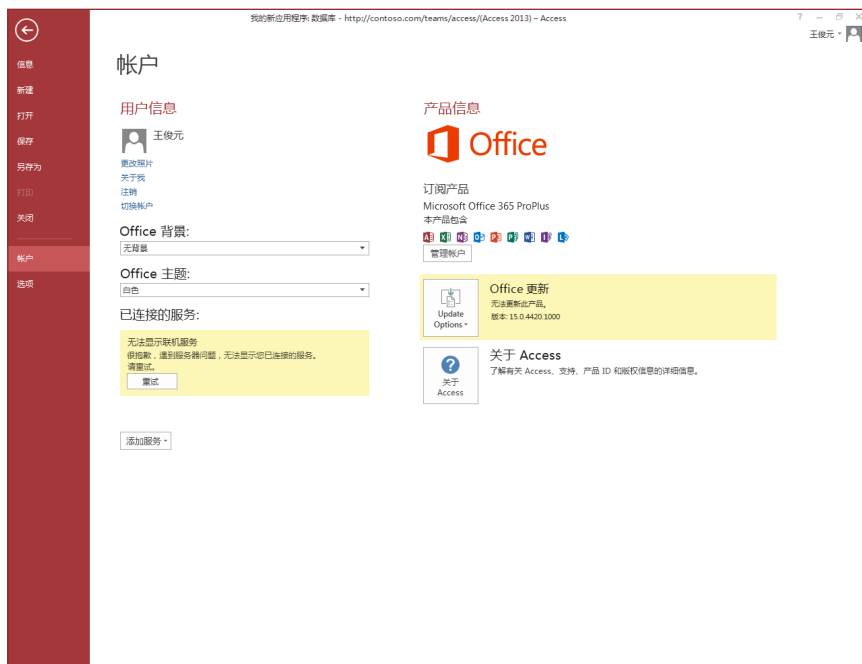 我的新应用程序: 数据库 - http://contoso.com/teams/access/(Access 2013) – Access
?
王俊元
信息
新建
打开
保存
另存为
打印
关闭
帐户
选项
帐户
用户信息
王俊元
更改照片
关于我
注销
切换帐户
Office 背景:
无背景
Office 主题:
白色
已连接的服务:
无法显示联机服务
很抱歉，遇到服务器问题，无法显示您已连接的服务。
请重试。
重试
添加服务
产品信息
Office
订阅产品
Microsoft Office 365 ProPlus
本产品包含
管理帐户
Update
Options
Office 更新
无法更新此产品。
版本: 15.0.4420.1000
关于
Access
关于 Access
了解有关 Access、支持、产品 ID 和版权信息的详细信息。